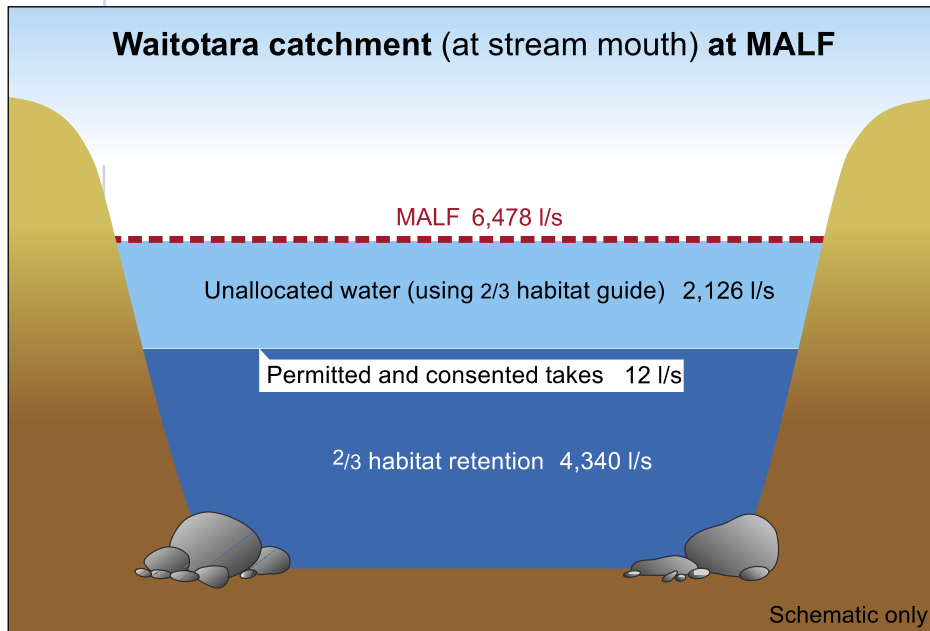 Waitotara catchment (at stream mouth) at MALF
MALF 6,478 l/s
Unallocated water (using 2/3 habitat guide) 2,126 l/s
Permitted and consented takes 12 l/s
2/3 habitat retention 4,340 l/s
Schematic only